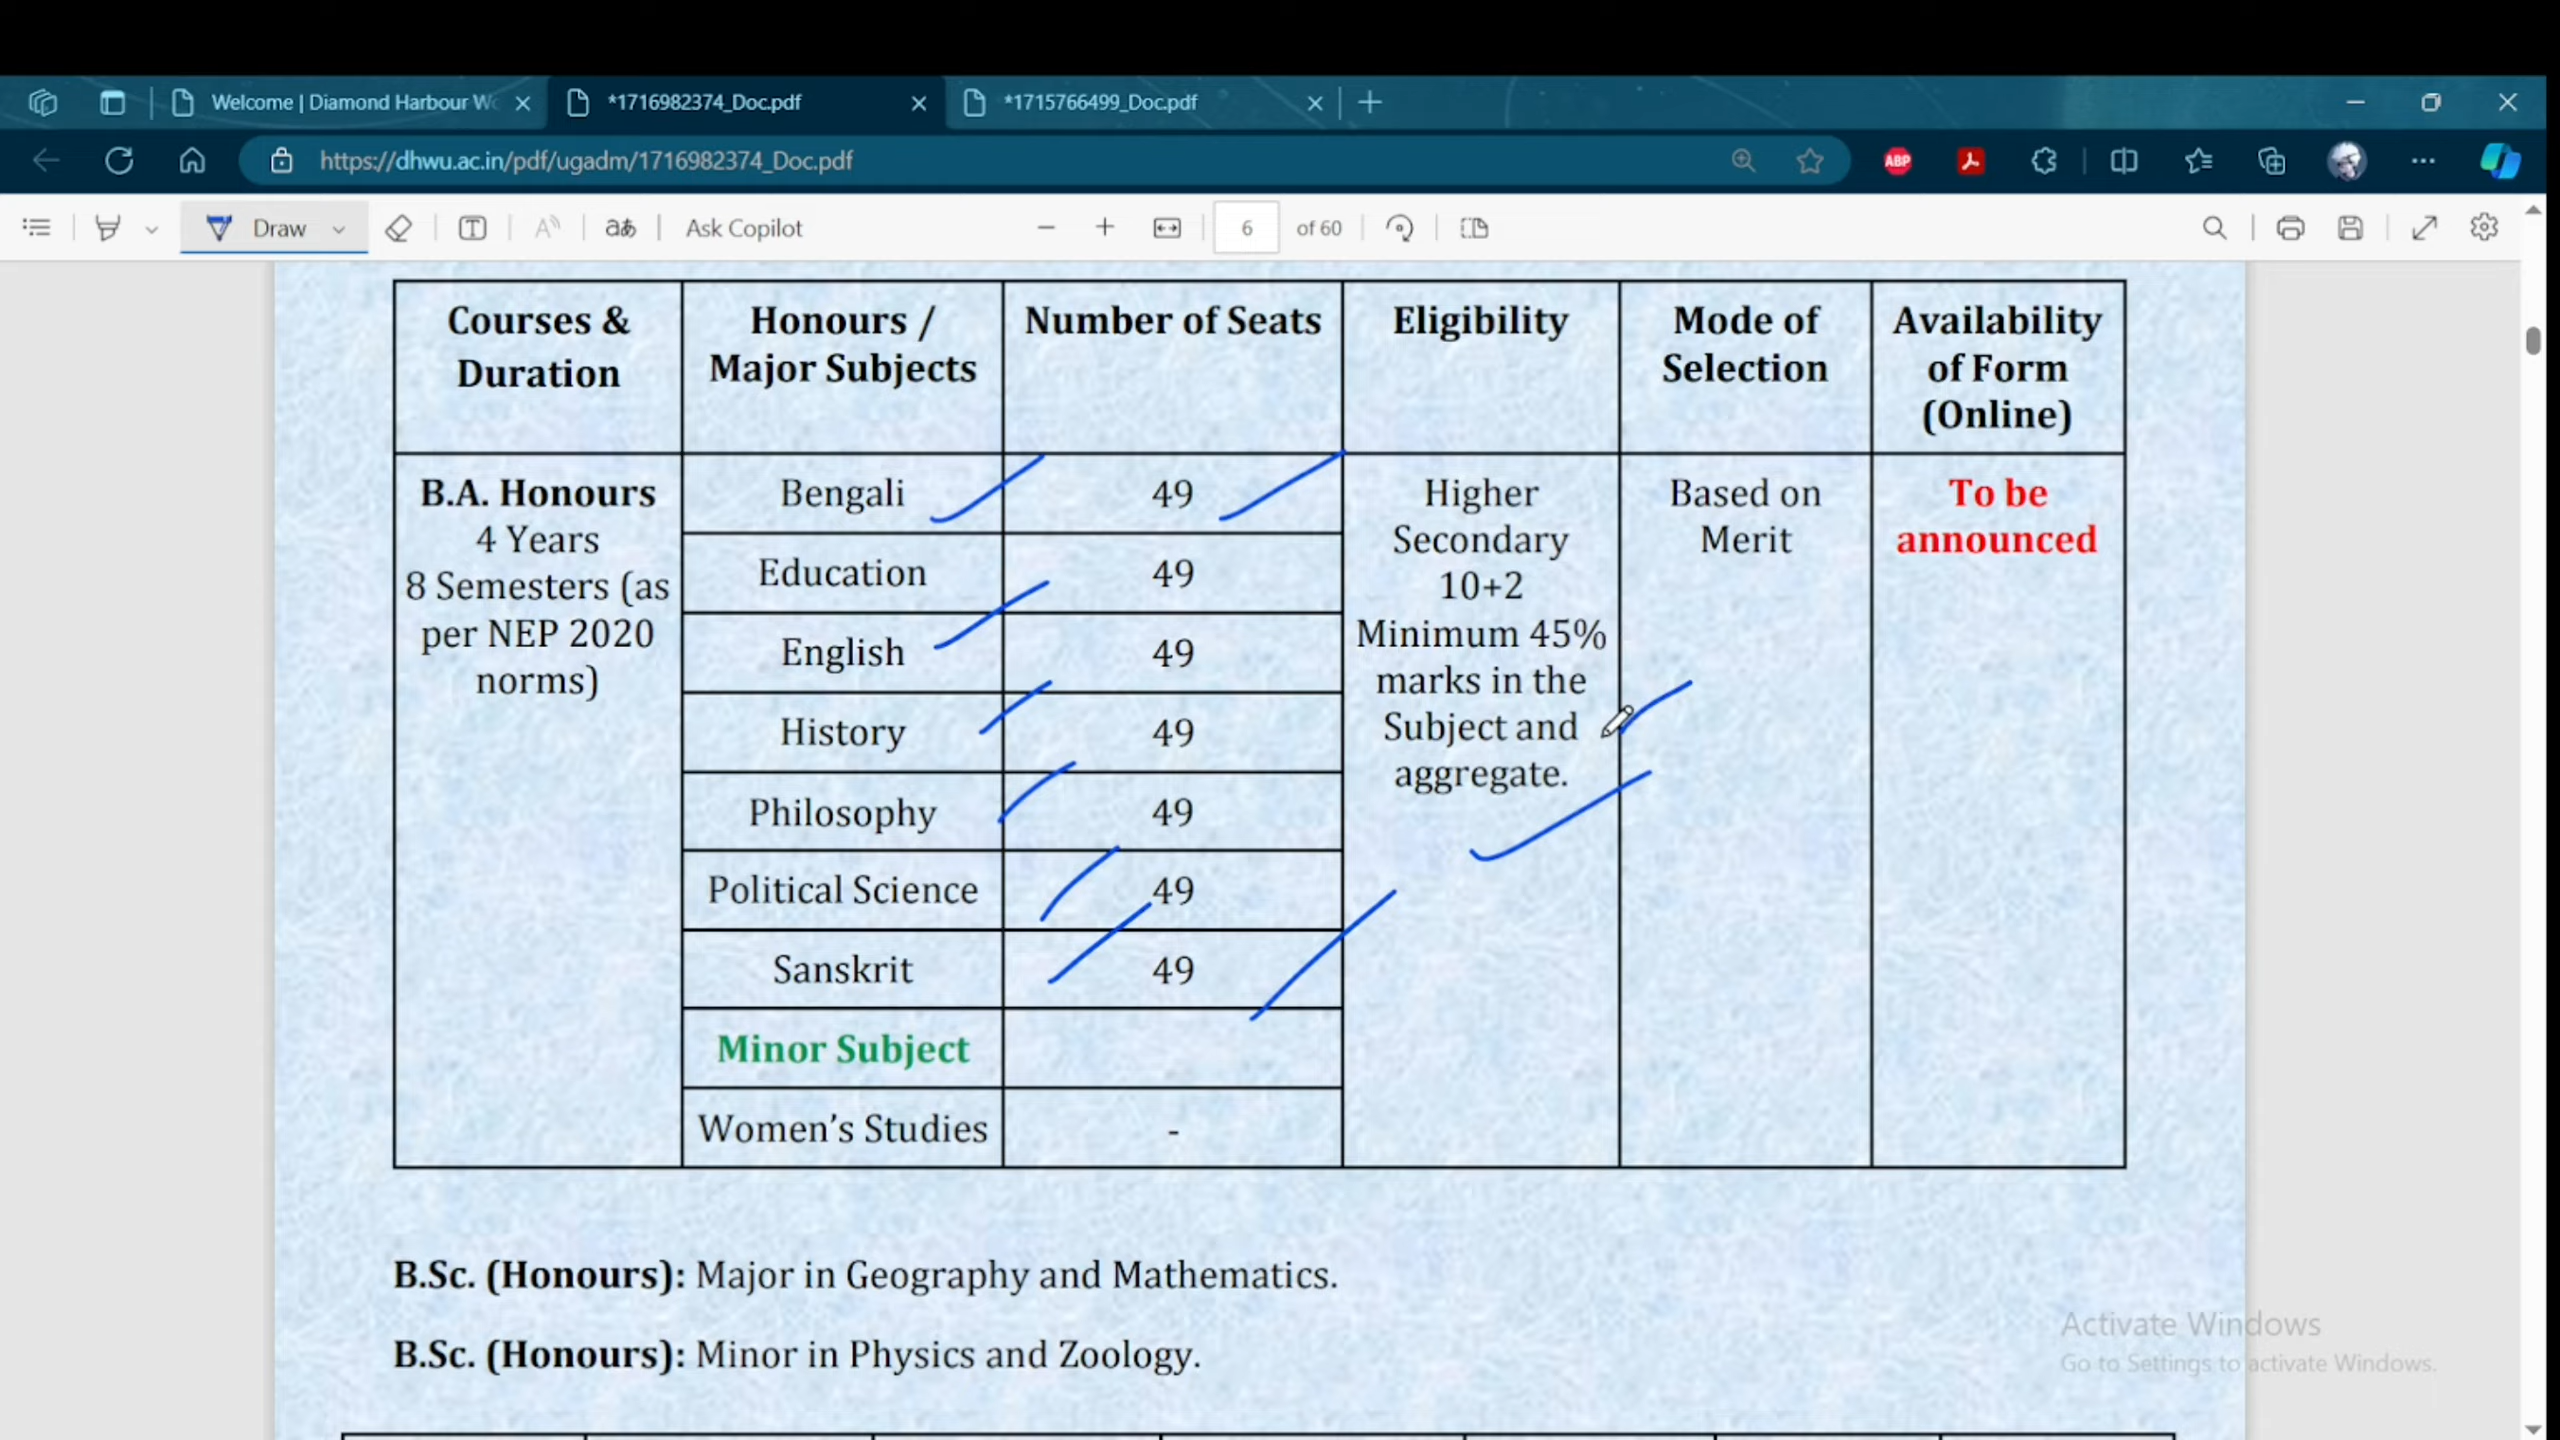 Welcome | Diamond Harbour Wo
*1716982374_Doc.pdf
*1715766499_Doc.pdf
https://dhwu.ac.in/pdf/ugadm/1716982374_Doc.pdf
ABP
Draw
T
aあ
Ask Copilot
6 of 60
Courses & Duration
Honours / Major Subjects
Number of Seats
Eligibility
Mode of Selection
Availability of Form (Online)
B.A. Honours
4 Years
8 Semesters (as
per NEP 2020
norms)
Bengali 49
Education 49
English 49
History 49
Philosophy 49
Political Science 49
Sanskrit 49
Minor Subject
Women’s Studies -
Higher
Secondary
10+2
Minimum 45%
marks in the
Subject and
aggregate.
Based on
Merit
To be
announced
B.Sc. (Honours): Major in Geography and Mathematics.
B.Sc. (Honours): Minor in Physics and Zoology.
Activate Windows
Go to Settings to activate Windows.